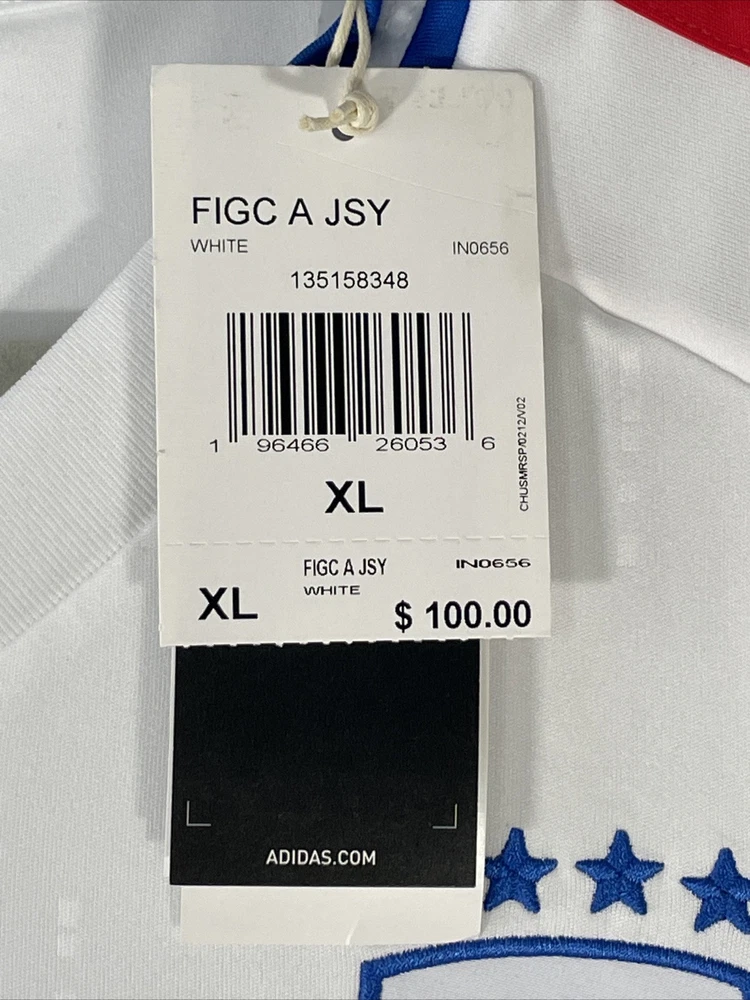 FIGC A JSY
WHITE IN0656
135158348
1 96466 26053 6
CHUSMRSP/0212/V02
XL
FIGC A JSY IN0656
WHITE
XL $ 100.00
ADIDAS.COM